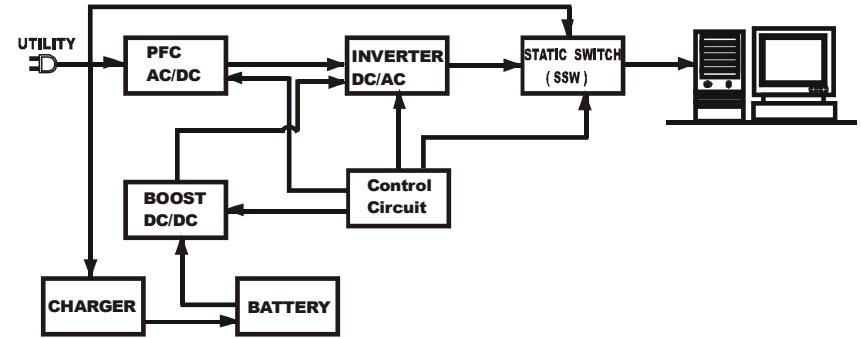 UTILITY
PFC
AC/DC
INVERTER
DC/AC
STATIC SWITCH
( SSW )
BOOST
DC/DC
Control
Circuit
CHARGER
BATTERY